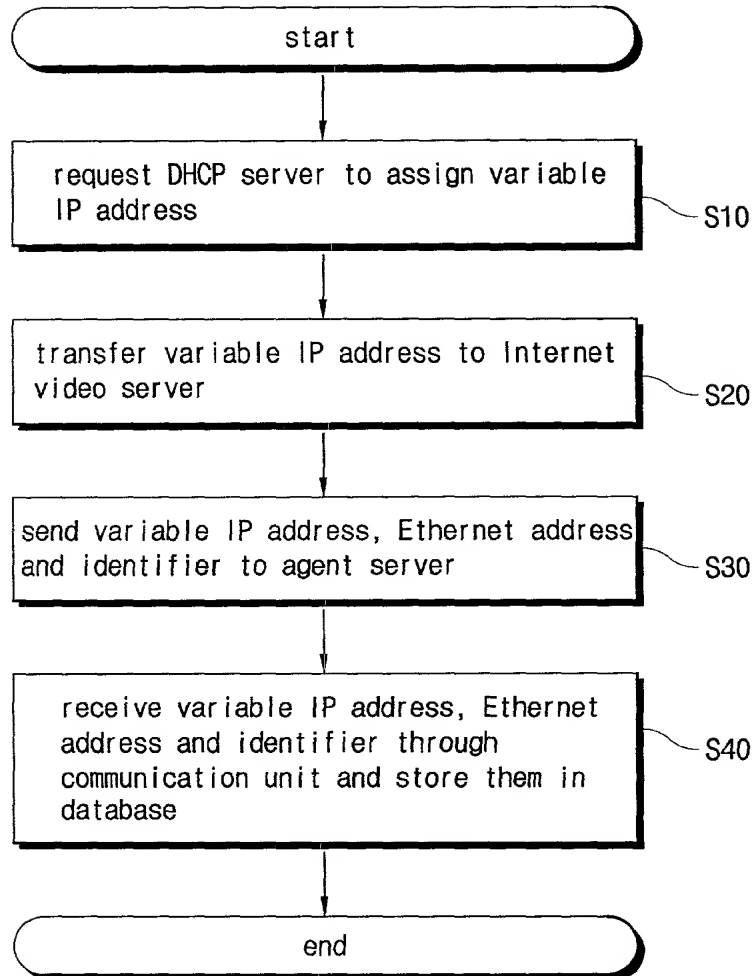 start
request DHCP server to assign variable
IP address
S10
transfer variable IP address to Internet
video server
S20
send variable IP address, Ethernet address
and identifier to agent server
S30
receive variable IP address, Ethernet
address and identifier through
communication unit and store them in
database
S40
end